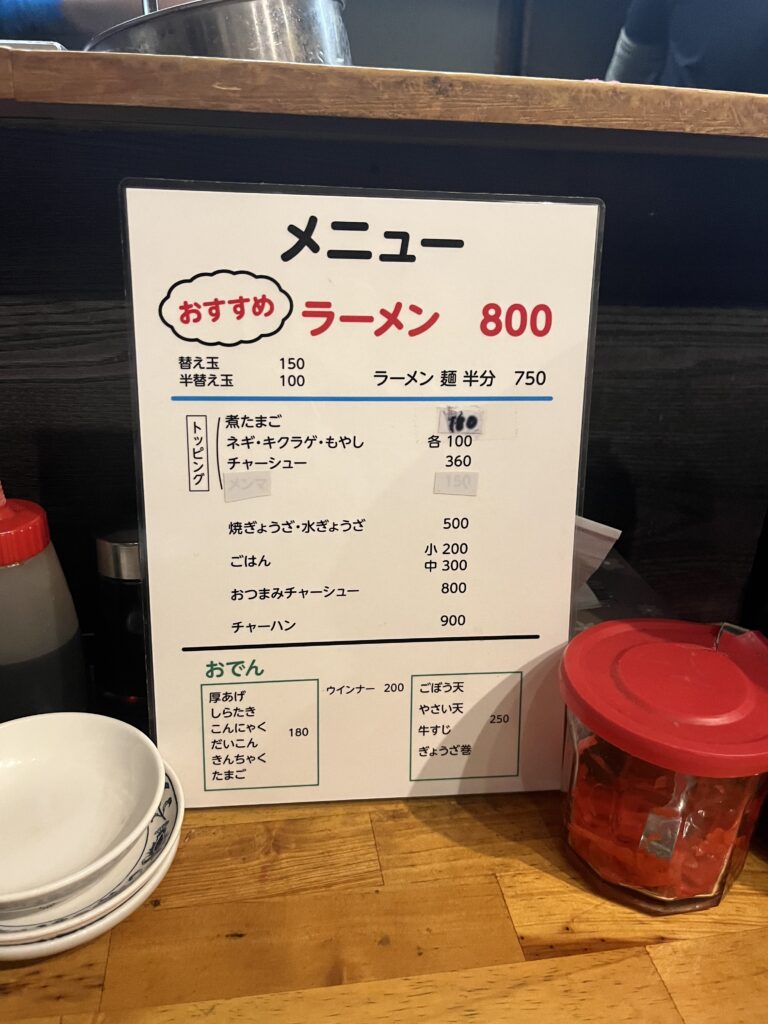 メニュー
おすすめ ラーメン 800
替え玉 150
半替え玉 100
ラーメン 麺 半分 750
トッピング
煮たまご
ネギ・キクラゲ・もやし 各 100
チャーシュー 360
メンマ 150
焼ぎょうざ・水ぎょうざ 500
ごはん 小 200
中 300
おつまみチャーシュー 800
チャーハン 900
おでん
厚あげ
しらたき
こんにゃく
だいこん
きんちゃく
たまご
180
ウインナー 200
ごぼう天
やさい天
牛すじ
ぎょうざ巻
250